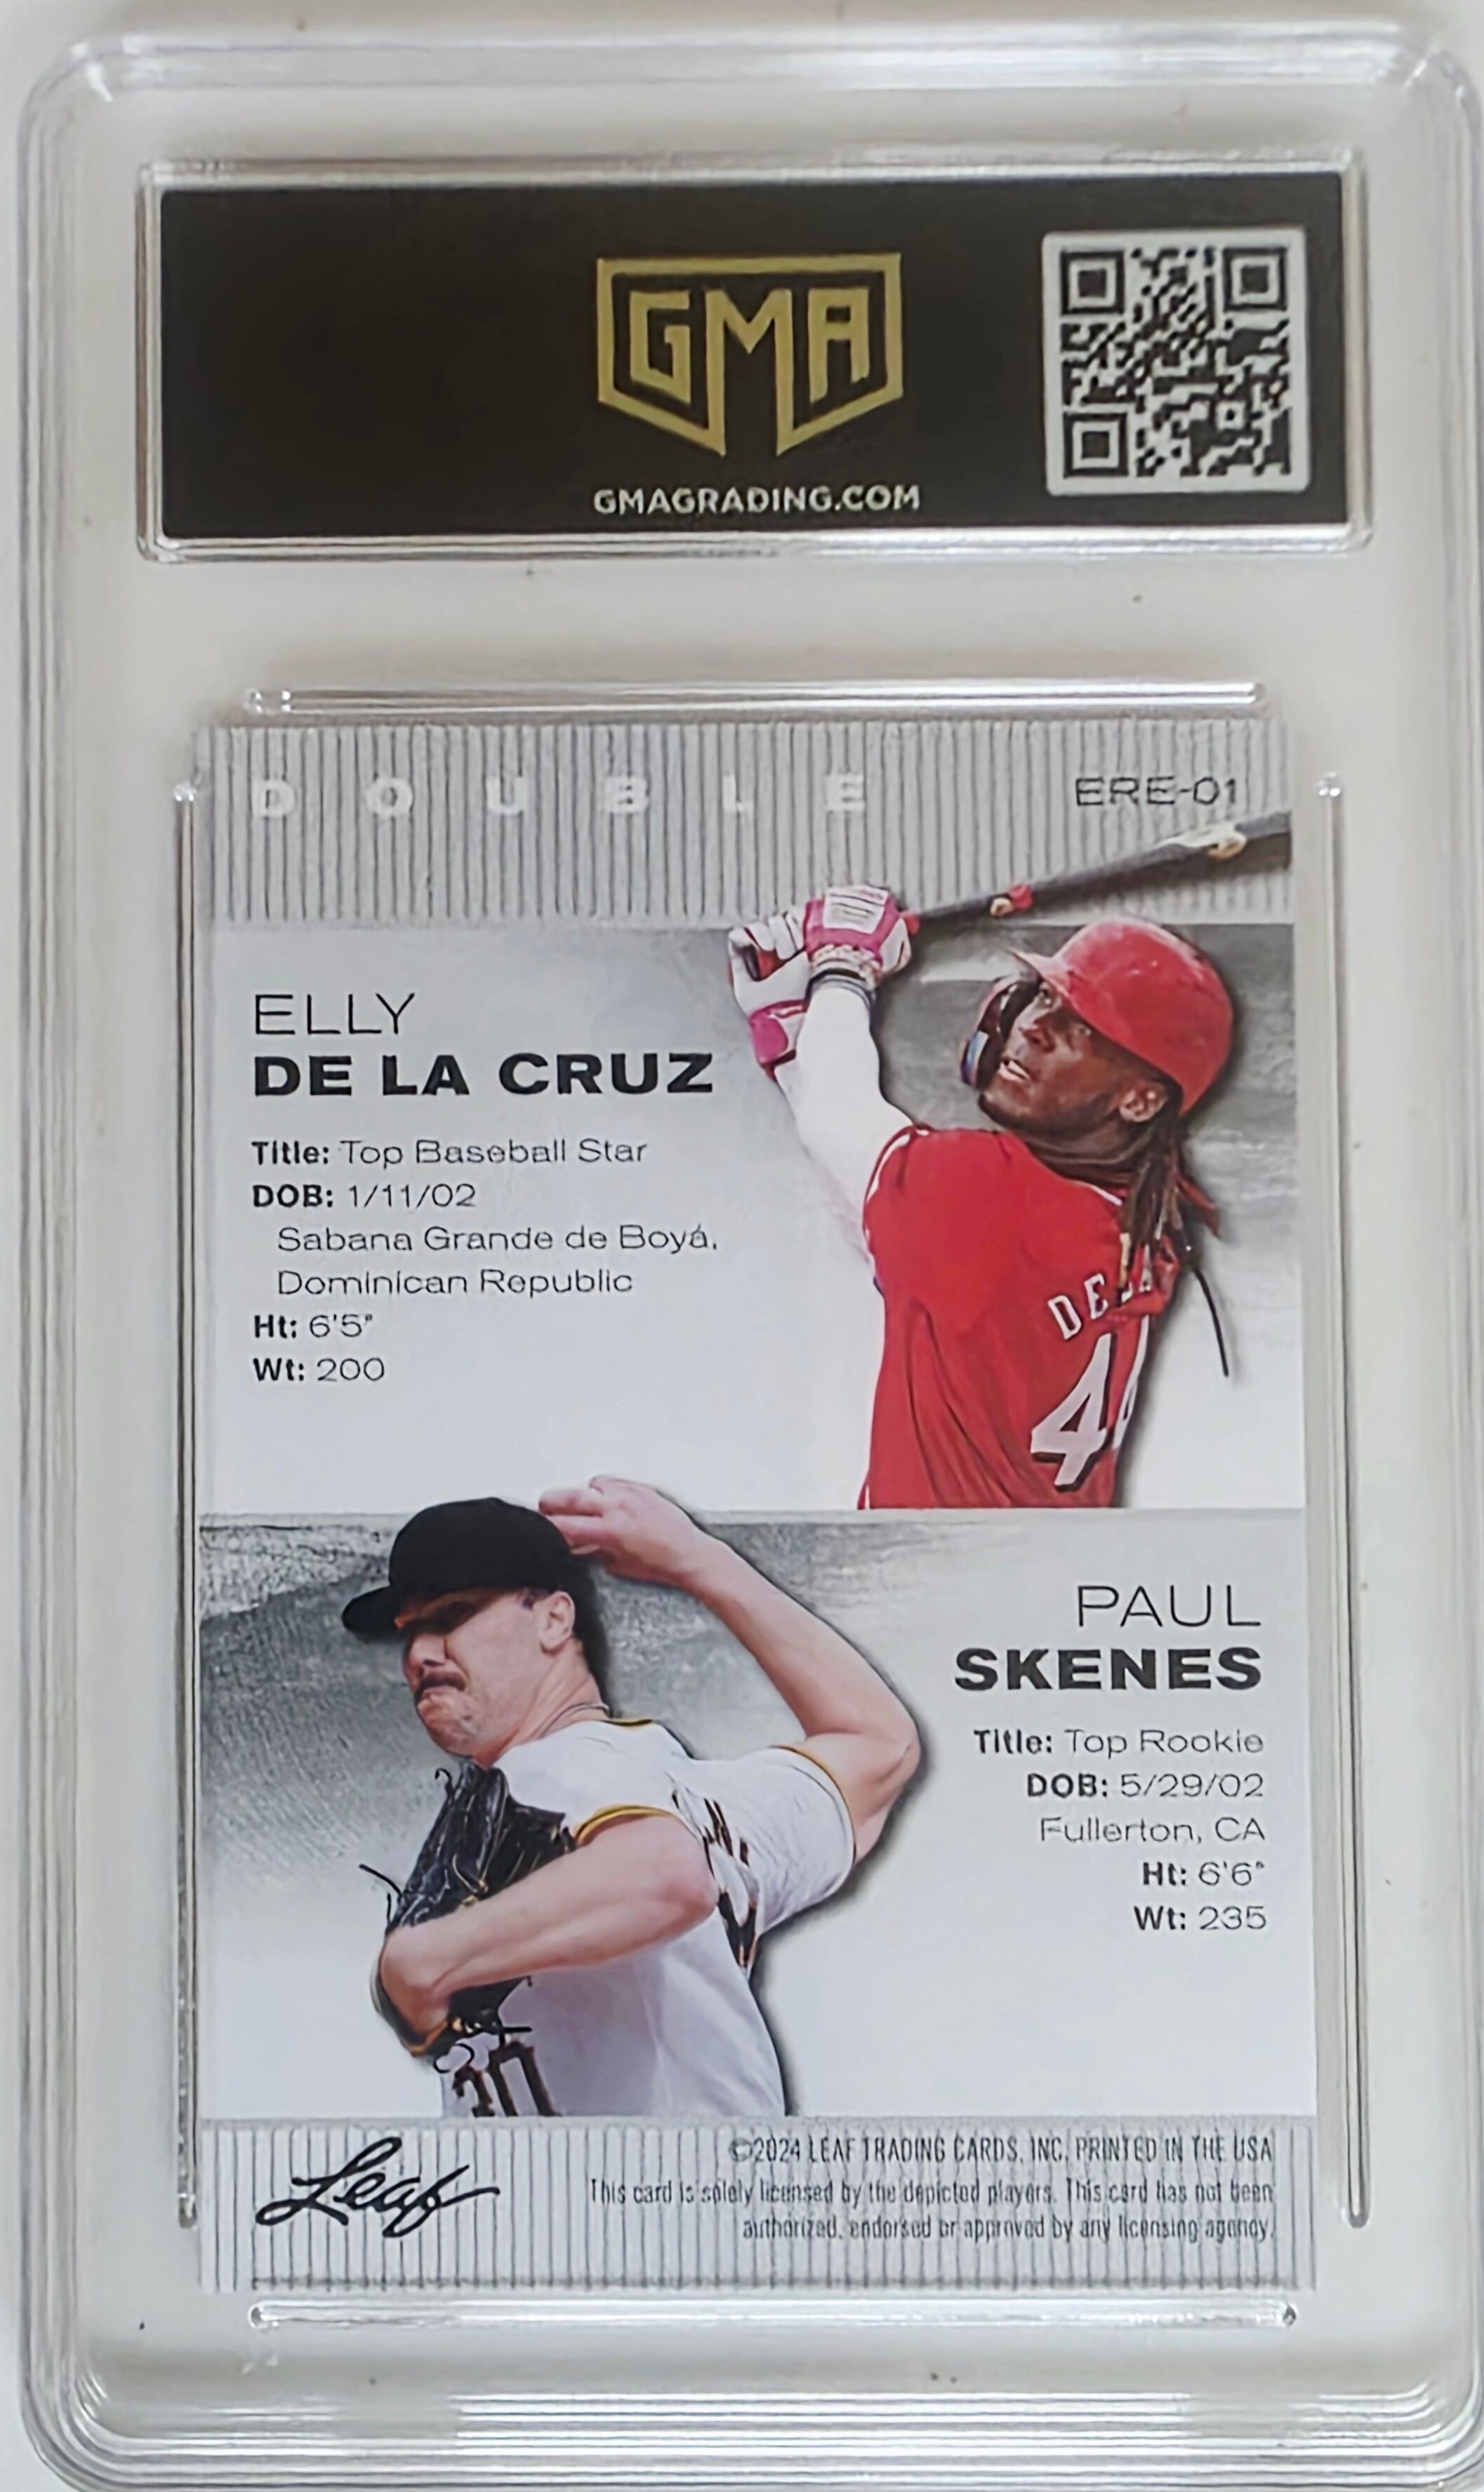 GMA
GMAGRADING.COM
DOUBLE
ERE-01
ELLY
DE LA CRUZ
Title: Top Baseball Star
DOB: 1/11/02
Sabana Grande de Boyá,
Dominican Republic
Ht: 6'5"
Wt: 200
DE LA
44
PAUL
SKENES
Title: Top Rookie
DOB: 5/29/02
Fullerton, CA
Ht: 6'6"
Wt: 235
30
Leaf
©2024 LEAF TRADING CARDS, INC. PRINTED IN THE USA
This card is solely licensed by the depicted players. This card has not been
authorized, endorsed or approved by any licensing agency.